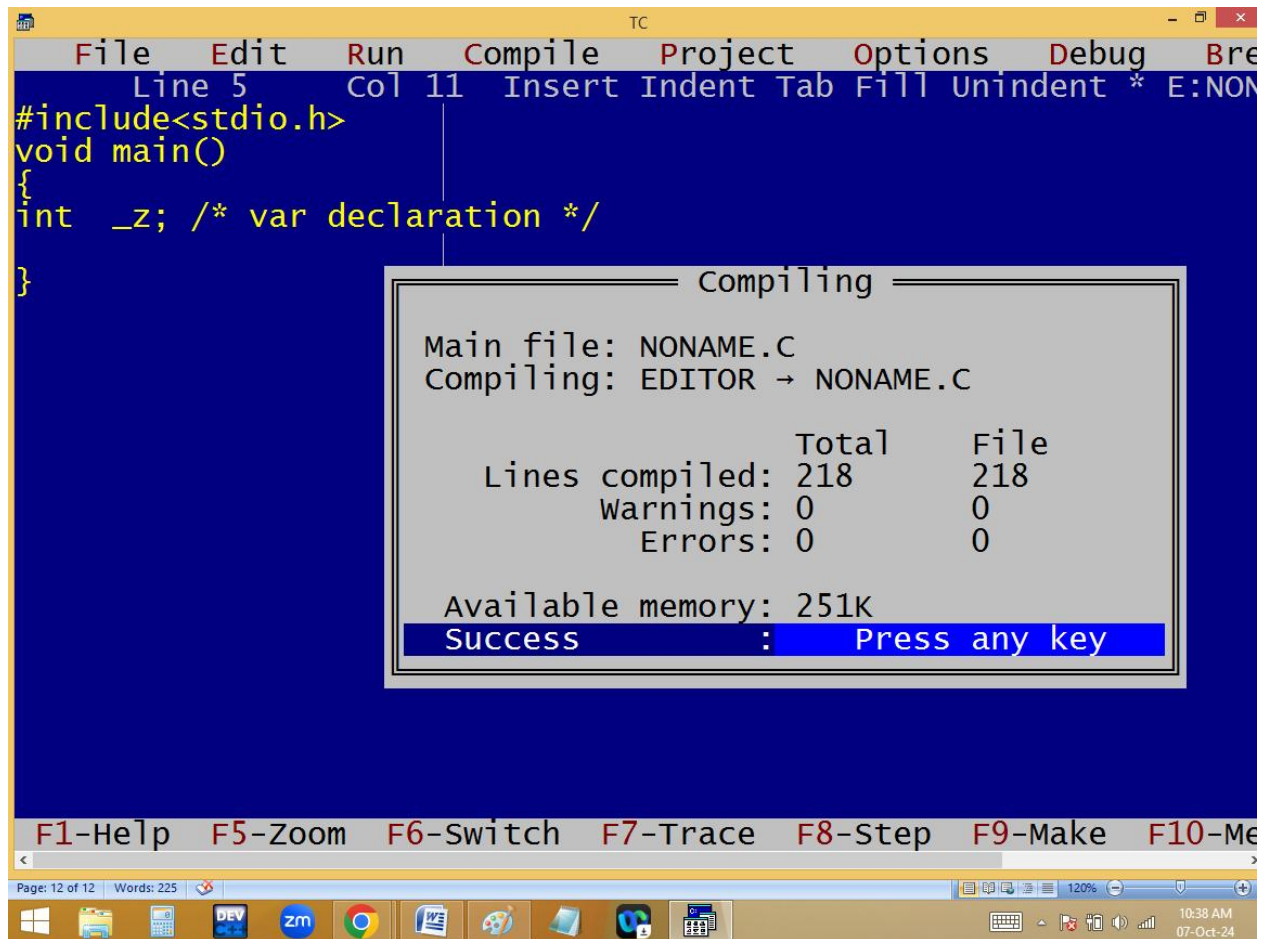 TC
File Edit Run Compile Project Options Debug Bre
Line 5 Col 11 Insert Indent Tab Fill Unindent * E:NON
#include<stdio.h>
void main()
{
int _z; /* var declaration */
}
Compiling
Main file: NONAME.C
Compiling: EDITOR → NONAME.C
Total File
Lines compiled: 218 218
Warnings: 0 0
Errors: 0 0
Available memory: 251K
Success : Press any key
F1-Help F5-Zoom F6-Switch F7-Trace F8-Step F9-Make F10-Me
Page: 12 of 12 Words: 225 120%
DEV C++ zm W 10:38 AM
07-Oct-24